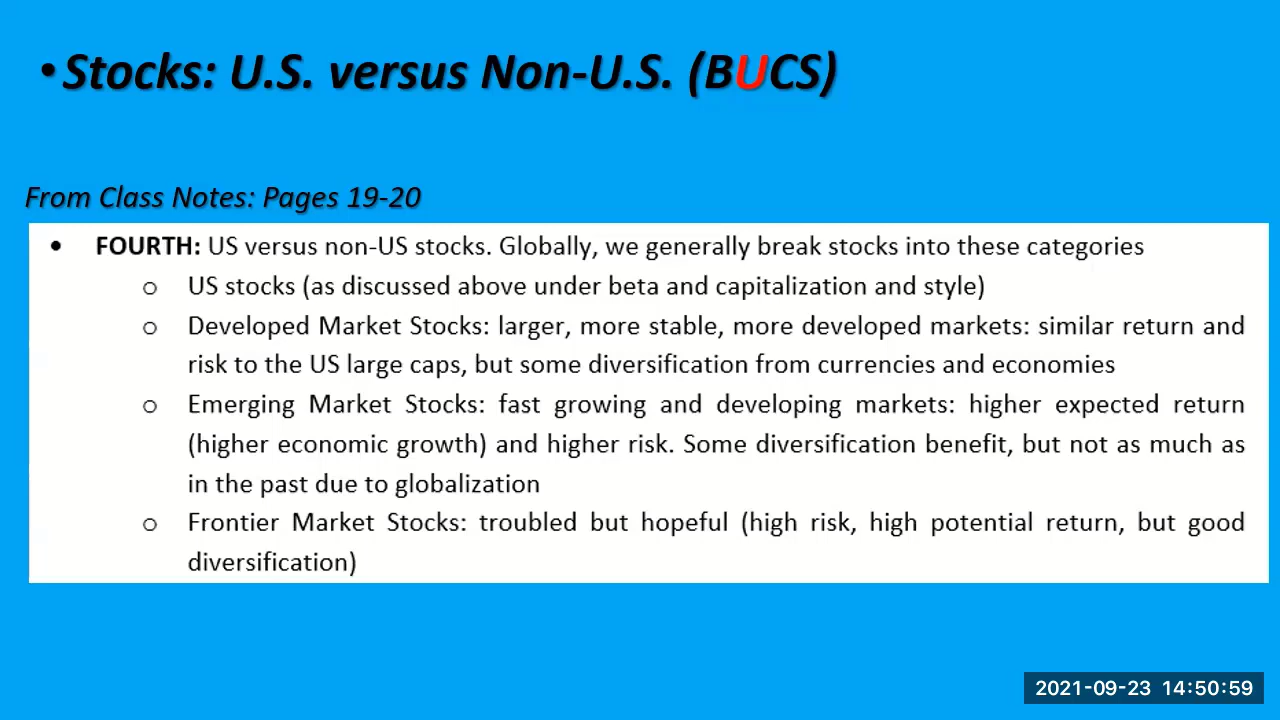 •Stocks: U.S. versus Non-U.S. (BUCS)
From Class Notes: Pages 19-20
• FOURTH: US versus non-US stocks. Globally, we generally break stocks into these categories
o US stocks (as discussed above under beta and capitalization and style)
o Developed Market Stocks: larger, more stable, more developed markets: similar return and
risk to the US large caps, but some diversification from currencies and economies
o Emerging Market Stocks: fast growing and developing markets: higher expected return
(higher economic growth) and higher risk. Some diversification benefit, but not as much as
in the past due to globalization
o Frontier Market Stocks: troubled but hopeful (high risk, high potential return, but good
diversification)
2021-09-23 14:50:59